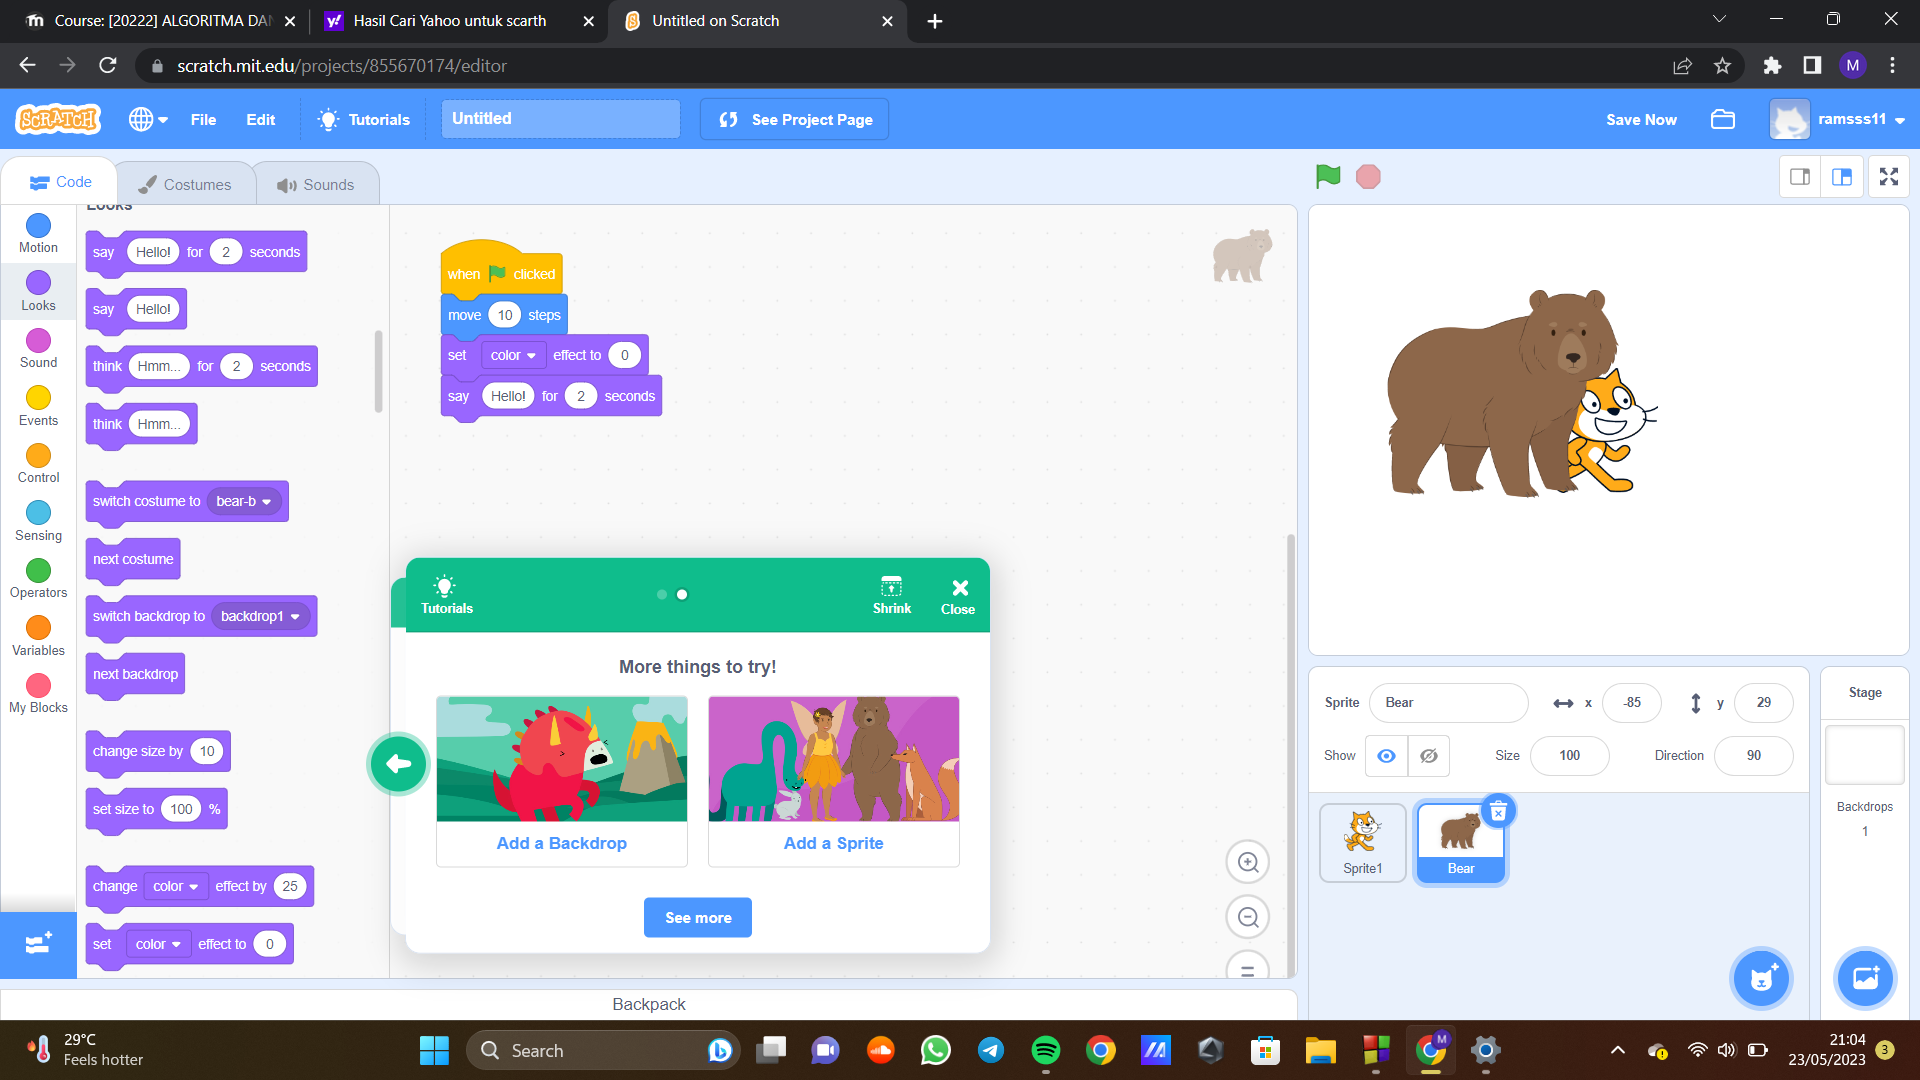 Course: [20222] ALGORITMA DAN
Hasil Cari Yahoo untuk scarth
Untitled on Scratch
scratch.mit.edu/projects/855670174/editor
M
SCRATCH
File
Edit
Tutorials
Untitled
See Project Page
Save Now
ramsss11
Code
Costumes
Sounds
Motion
Looks
Sound
Events
Control
Sensing
Operators
Variables
My Blocks
Looks
say Hello! for 2 seconds
say Hello!
think Hmm... for 2 seconds
think Hmm...
switch costume to bear-b
next costume
switch backdrop to backdrop1
next backdrop
change size by 10
set size to 100 %
change color effect by 25
set color effect to 0
when clicked
move 10 steps
set color effect to 0
say Hello! for 2 seconds
Tutorials
Shrink
Close
More things to try!
Add a Backdrop
Add a Sprite
See more
Backpack
Sprite Bear x -85 y 29
Show Size 100 Direction 90
Sprite1
Bear
Stage
Backdrops
1
29°C
Feels hotter
Search
M
21:04
23/05/2023
3